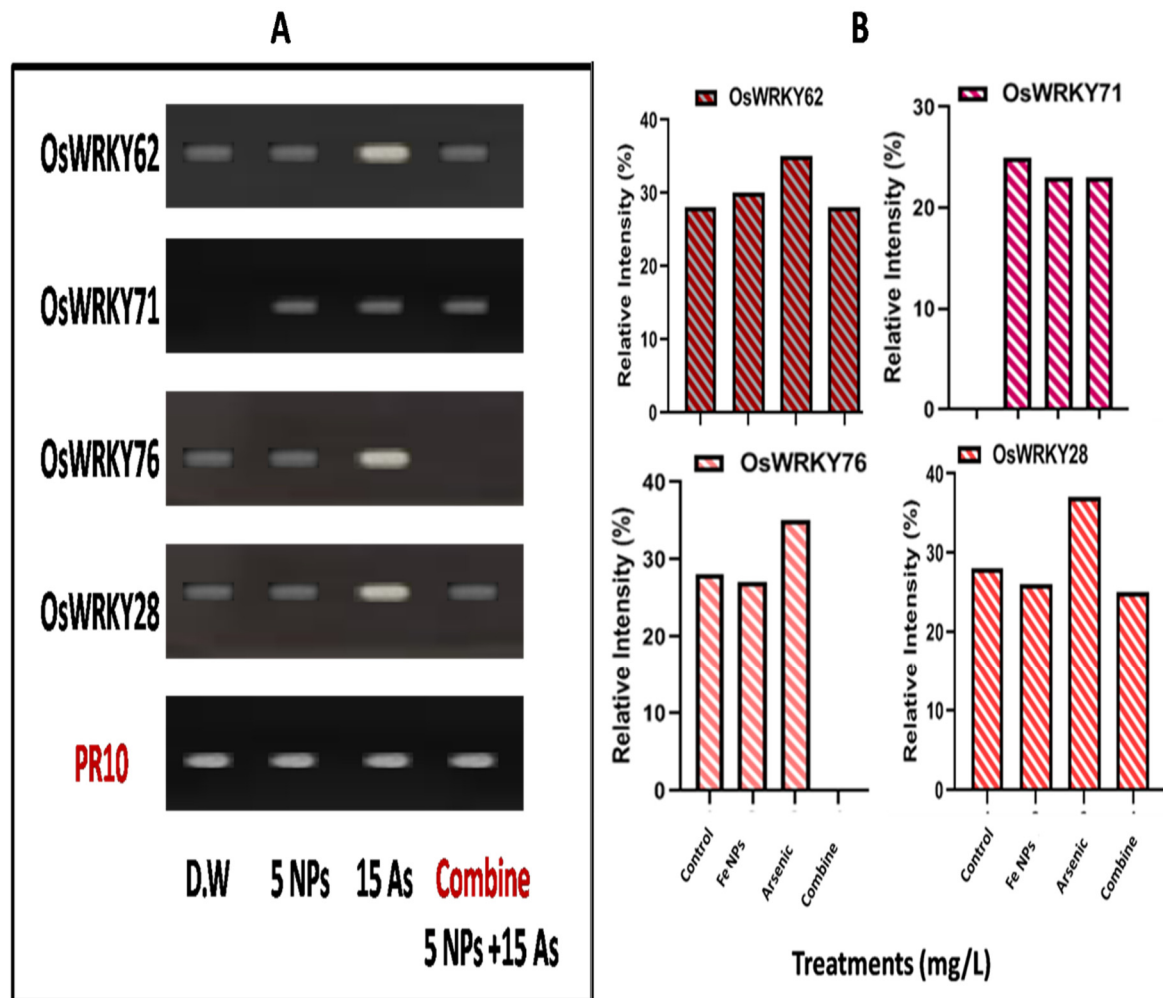 A
OsWRKY62
OsWRKY71
OsWRKY76
OsWRKY28
PR10
D.W 5 NPs 15 As Combine
5 NPs +15 As
B
OsWRKY62
Relative Intensity (%)
40
30
20
10
0
OsWRKY71
Relative Intensity (%)
30
20
10
0
OsWRKY76
Relative Intensity (%)
40
30
20
10
0
Control Fe NPs Arsenic Combine
OsWRKY28
Relative Intensity (%)
40
30
20
10
0
Control Fe NPs Arsenic Combine
Treatments (mg/L)